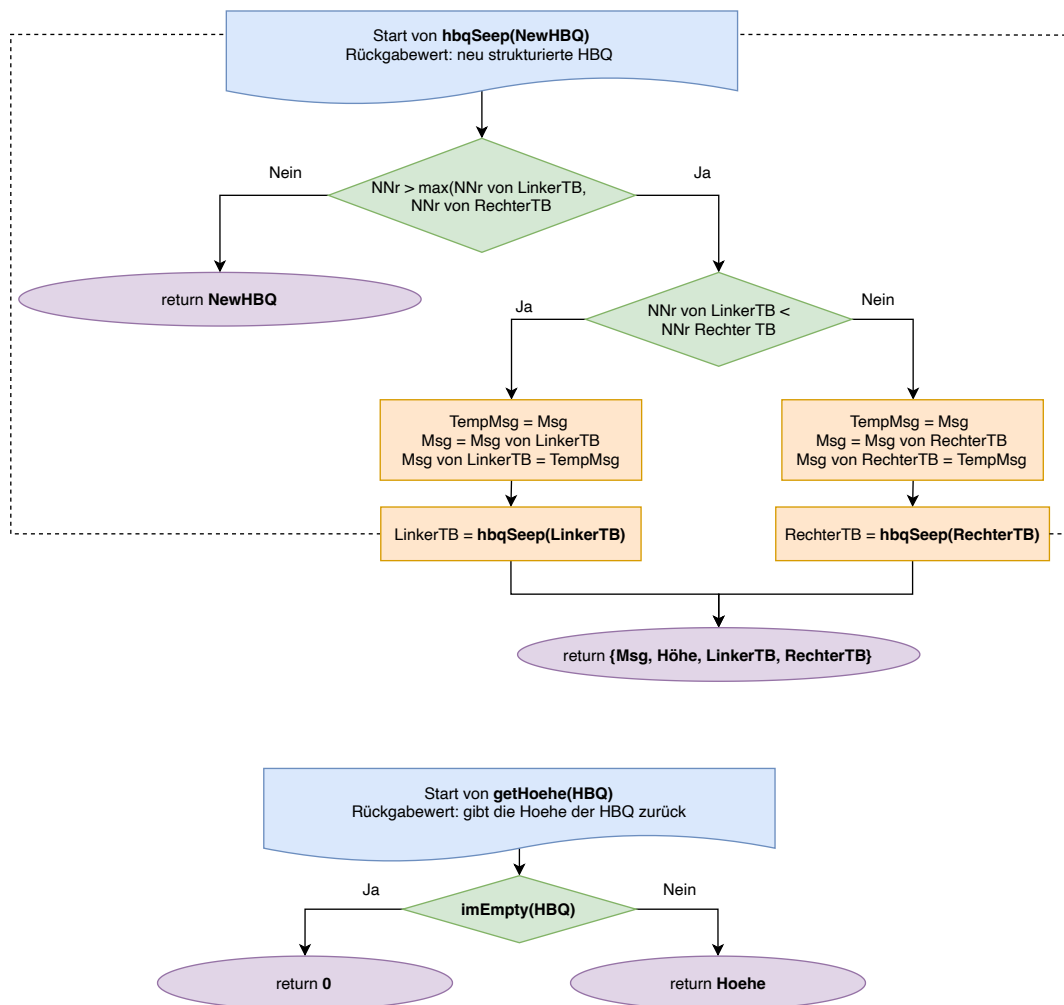 Start von hbqSeep(NewHBQ)
Rückgabewert: neu strukturierte HBQ
Nein
NNr > max(NNr von LinkerTB,
NNr von RechterTB
Ja
return NewHBQ
Ja
NNr von LinkerTB <
NNr Rechter TB
Nein
TempMsg = Msg
Msg = Msg von LinkerTB
Msg von LinkerTB = TempMsg
TempMsg = Msg
Msg = Msg von RechterTB
Msg von RechterTB = TempMsg
LinkerTB = hbqSeep(LinkerTB)
RechterTB = hbqSeep(RechterTB)
return {Msg, Höhe, LinkerTB, RechterTB}
Start von getHoehe(HBQ)
Rückgabewert: gibt die Hoehe der HBQ zurück
Ja
imEmpty(HBQ)
Nein
return 0
return Hoehe